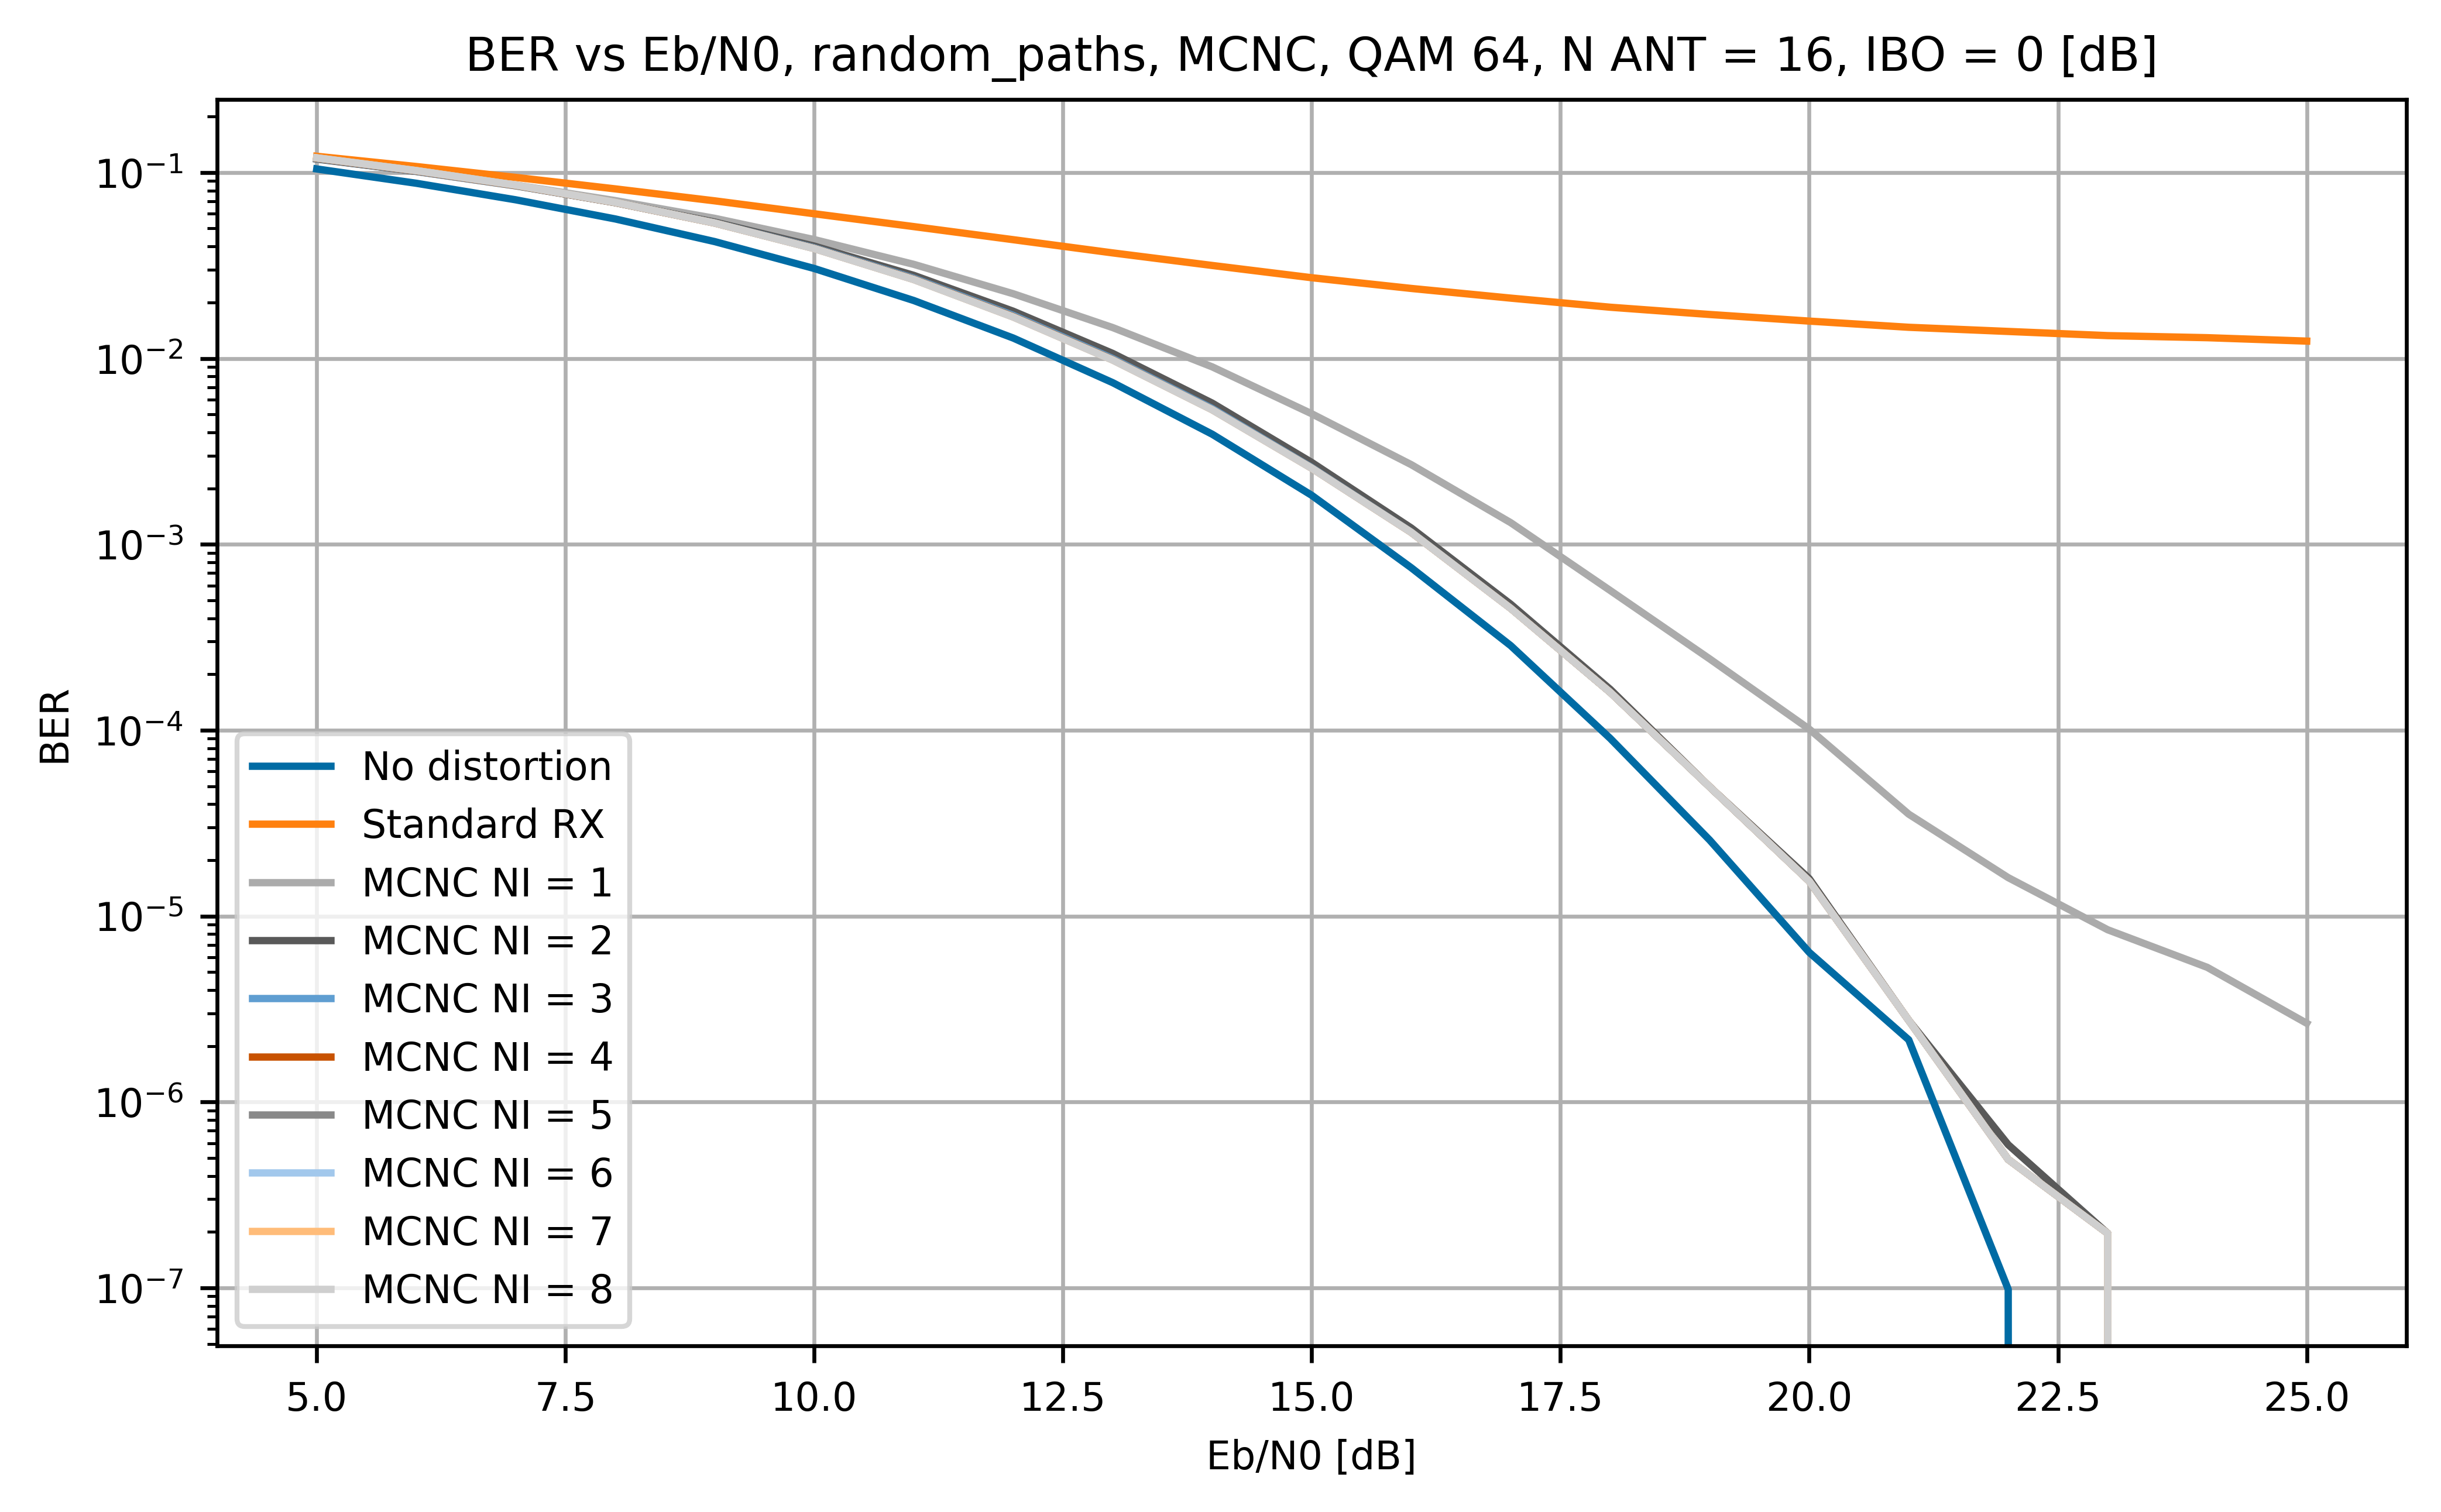 BER vs Eb/N0, random_paths, MCNC, QAM 64, N ANT = 16, IBO = 0 [dB]
10⁻¹
10⁻²
10⁻³
10⁻⁴
10⁻⁵
10⁻⁶
10⁻⁷
BER
No distortion
Standard RX
MCNC NI = 1
MCNC NI = 2
MCNC NI = 3
MCNC NI = 4
MCNC NI = 5
MCNC NI = 6
MCNC NI = 7
MCNC NI = 8
5.0 7.5 10.0 12.5 15.0 17.5 20.0 22.5 25.0
Eb/N0 [dB]